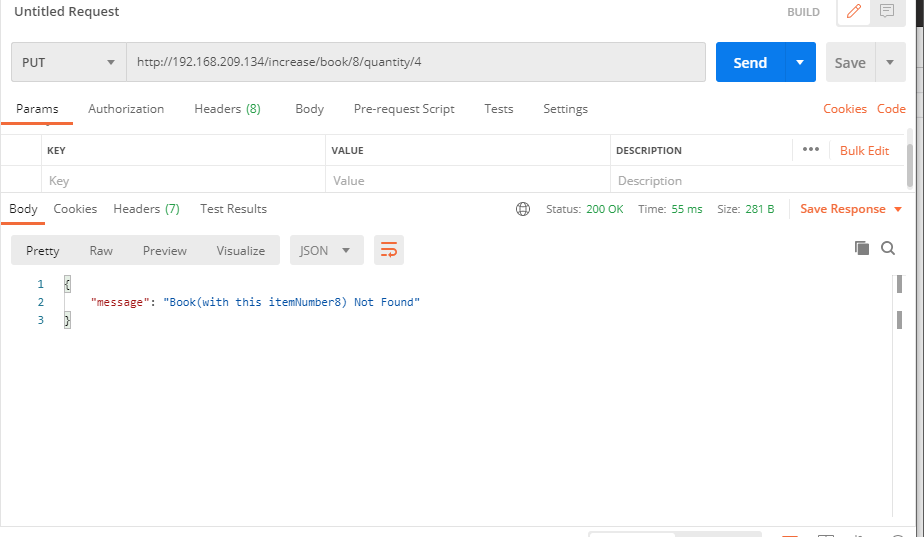 Untitled Request BUILD
PUT http://192.168.209.134/increase/book/8/quantity/4 Send Save
Params Authorization Headers (8) Body Pre-request Script Tests Settings Cookies Code
KEY VALUE DESCRIPTION ••• Bulk Edit
Key Value Description
Body Cookies Headers (7) Test Results Status: 200 OK Time: 55 ms Size: 281 B Save Response
Pretty Raw Preview Visualize JSON
1 {
2 "message": "Book(with this itemNumber8) Not Found"
3 }